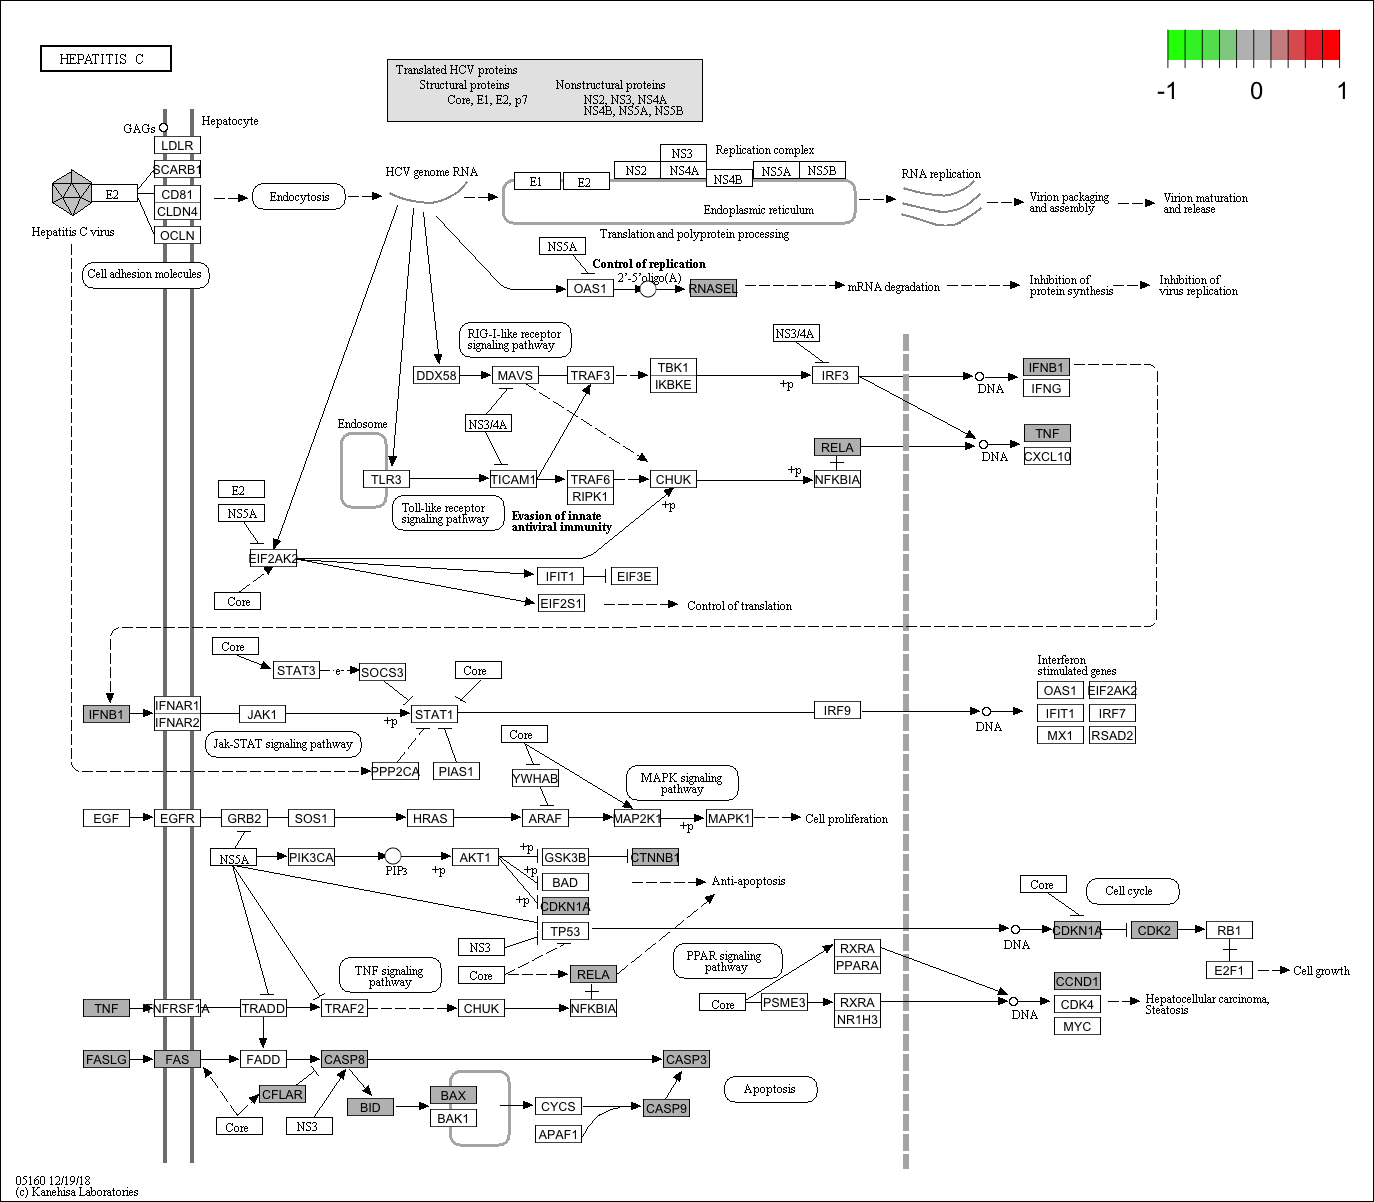 HEPATITIS C
Translated HCV proteins
Structural proteins
Nonstructural proteins
Core, E1, E2, p7
NS2, NS3, NS4A
NS4B, NS5A, NS5B
-1
0
1
GAGs
Hepatocyte
LDLR
SCARB1
E2
CD81
CLDN4
OCLN
Hepatitis C virus
Cell adhesion molecules
Endocytosis
HCV genome RNA
E1
E2
NS2
NS3
NS4A
NS4B
NS5A
NS5B
Replication complex
Endoplasmic reticulum
Translation and polyprotein processing
RNA replication
Virion packaging
and assembly
Virion maturation
and release
NS5A
Control of replication
2'-5'oligo(A)
OAS1
RNASEL
mRNA degradation
Inhibition of
protein synthesis
Inhibition of
virus replication
RIG-I-like receptor
signaling pathway
NS3/4A
DDX58
MAVS
TRAF3
TBK1
IKBKE
+p
IRF3
DNA
IFNB1
IFNG
NS3/4A
Endosome
RELA
DNA
TNF
CXCL10
TLR3
TICAM1
TRAF6
RIPK1
CHUK
+p
+p
NFKBIA
Toll-like receptor
signaling pathway
Evasion of innate
antiviral immunity
E2
NS5A
EIF2AK2
Core
IFIT1
EIF3E
EIF2S1
Control of translation
Core
STAT3
e
SOCS3
Core
IFNB1
IFNAR1
IFNAR2
JAK1
+p
STAT1
IRF9
DNA
Interferon
stimulated genes
OAS1
EIF2AK2
IFIT1
IRF7
MX1
RSAD2
Jak-STAT signaling pathway
PPP2CA
PIAS1
Core
YWHAB
MAPK signaling
pathway
EGF
EGFR
GRB2
SOS1
HRAS
ARAF
MAP2K1
+p
MAPK1
Cell proliferation
NS5A
PIK3CA
PIP3
+p
AKT1
+p
GSK3B
CTNNB1
+p
BAD
Anti-apoptosis
+p
CDKN1A
TP53
NS3
Core
RELA
Core
Cell cycle
DNA
CDKN1A
CDK2
RB1
E2F1
Cell growth
TNF signaling
pathway
PPAR signaling
pathway
RXRA
PPARA
TNF
TNFRSF1A
TRADD
TRAF2
CHUK
NFKBIA
Core
PSME3
RXRA
NR1H3
DNA
CCND1
CDK4
MYC
Hepatocellular carcinoma,
Steatosis
FASLG
FAS
FADD
CASP8
CASP3
CFLAR
BID
BAX
BAK1
CYCS
APAF1
CASP9
Apoptosis
Core
NS3
05160 12/19/18
(c) Kanehisa Laboratories